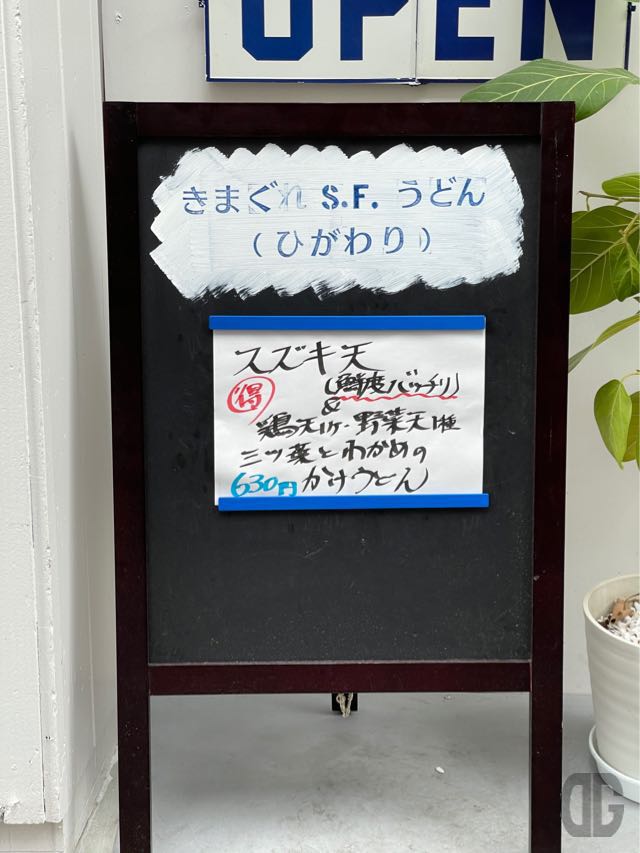 OPEN
きまぐれ S.F. うどん
(ひがわり)
スズキ天
得 (鮮度バッチリ)
&
鶏天1ケ・野菜天1種
三ツ葉とわかめの
630円 かけうどん
DG